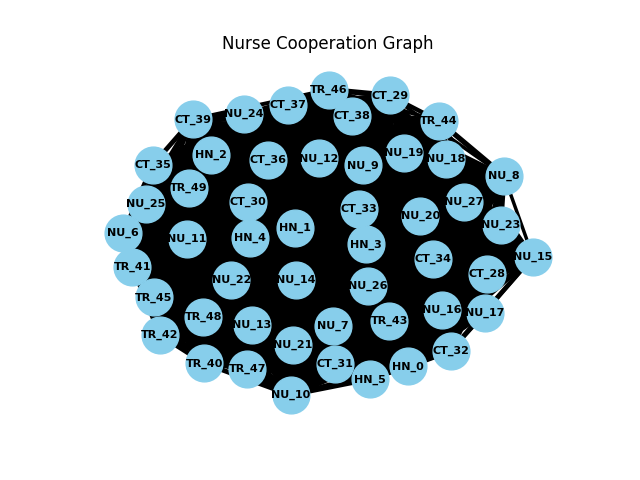 Nurse Cooperation Graph
TR_46
CT_29
CT_37
NU_24
CT_38
CT_39
TR_44
HN_2
CT_36
NU_12
NU_9
NU_19
NU_18
CT_35
NU_8
TR_49
NU_25
CT_30
CT_33
NU_20
NU_27
NU_23
NU_6
NU_11
HN_4
HN_1
HN_3
CT_34
NU_15
TR_41
CT_28
NU_22
NU_14
NU_26
TR_45
TR_48
NU_13
NU_7
TR_43
NU_16
NU_17
TR_42
NU_21
CT_32
TR_40
TR_47
CT_31
HN_5
HN_0
NU_10